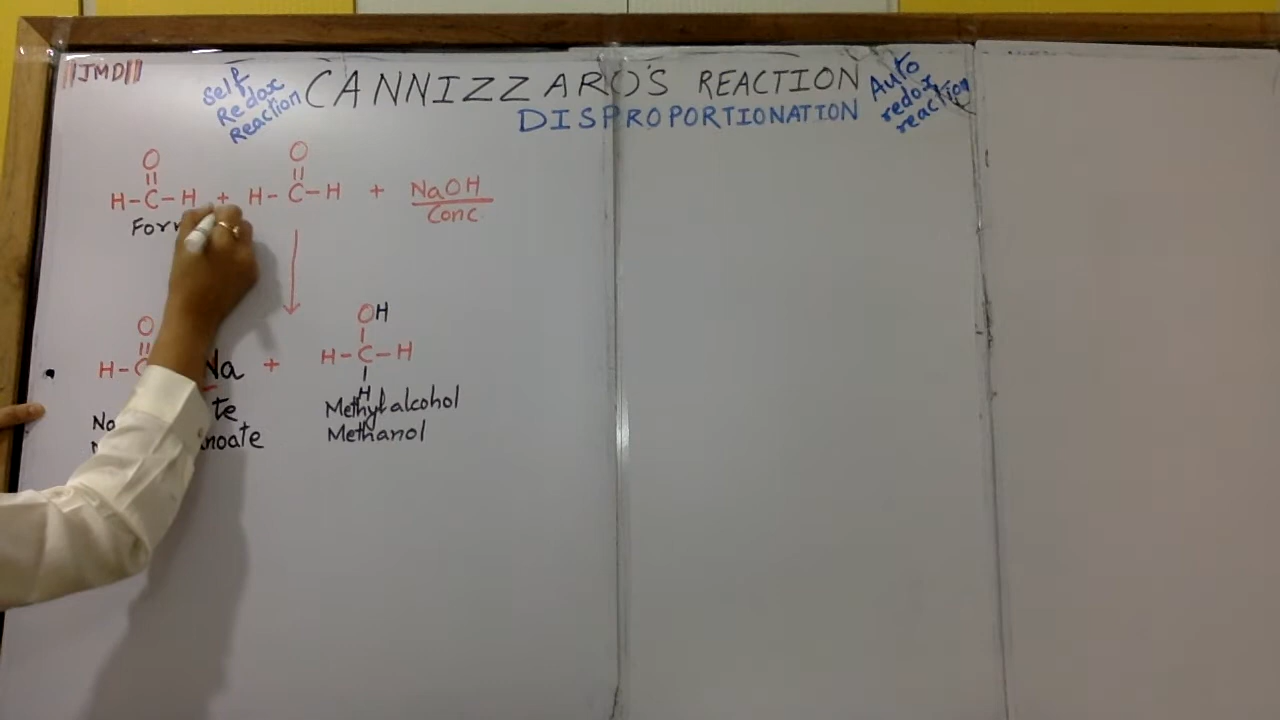 ||JMD||
Self
Redox
Reaction
CANNIZZARO'S REACTION
DISPROPORTIONATION
Auto
redox
reaction
O O
H-C-H + H-C-H + NaOH
Conc.
O OH
H- Na + H-C-H
H
te Methyl alcohol
noate Methanol